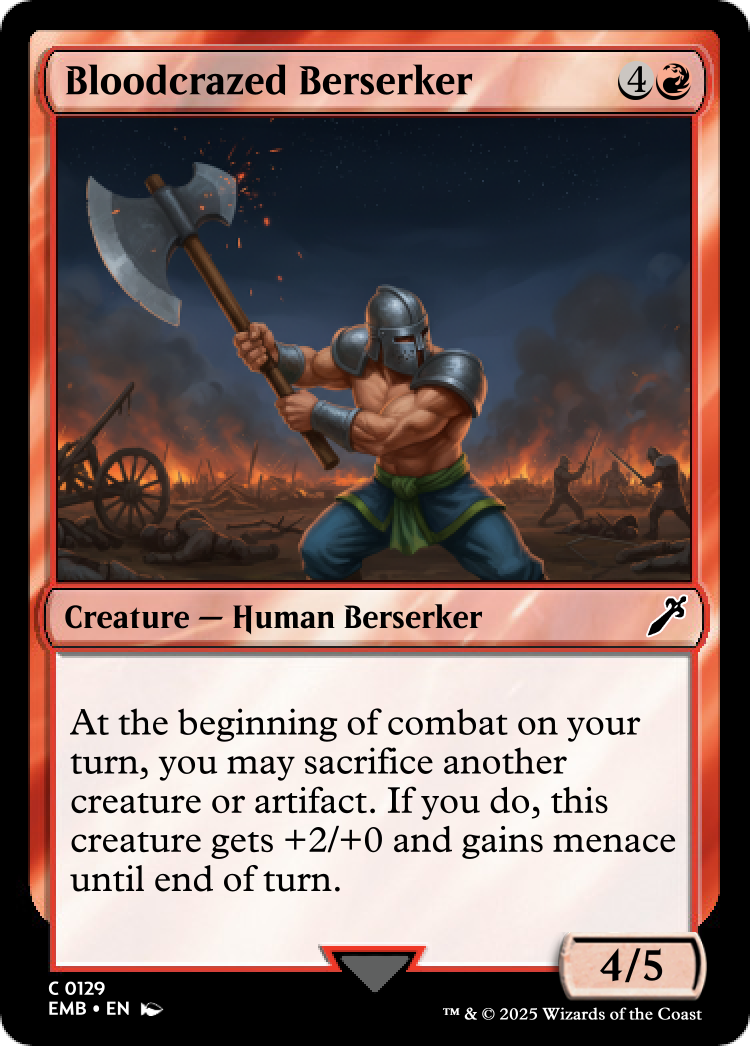 Bloodcrazed Berserker 4
Creature — Human Berserker
At the beginning of combat on your
turn, you may sacrifice another
creature or artifact. If you do, this
creature gets +2/+0 and gains menace
until end of turn.
4/5
C 0129
EMB • EN
™ & © 2025 Wizards of the Coast